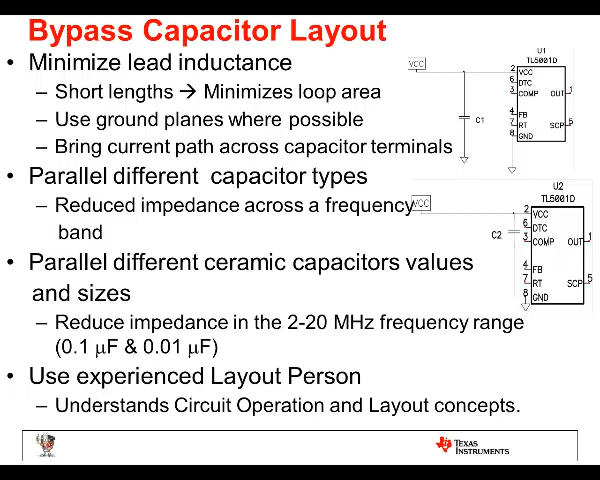 Bypass Capacitor Layout
• Minimize lead inductance
– Short lengths → Minimizes loop area
– Use ground planes where possible
– Bring current path across capacitor terminals
• Parallel different capacitor types
– Reduced impedance across a frequency
band
• Parallel different ceramic capacitors values
and sizes
– Reduce impedance in the 2-20 MHz frequency range
(0.1 μF & 0.01 μF)
• Use experienced Layout Person
– Understands Circuit Operation and Layout concepts.
U1
TL5001D
VCC
C1
2 VCC
6 DTC
3 COMP OUT 1
4 FB
7 RT SCP 5
8 GND
U2
TL5001D
VCC
C2
2 VCC
6 DTC
3 COMP OUT 1
4 FB
7 RT SCP 5
8 GND
TEXAS
INSTRUMENTS